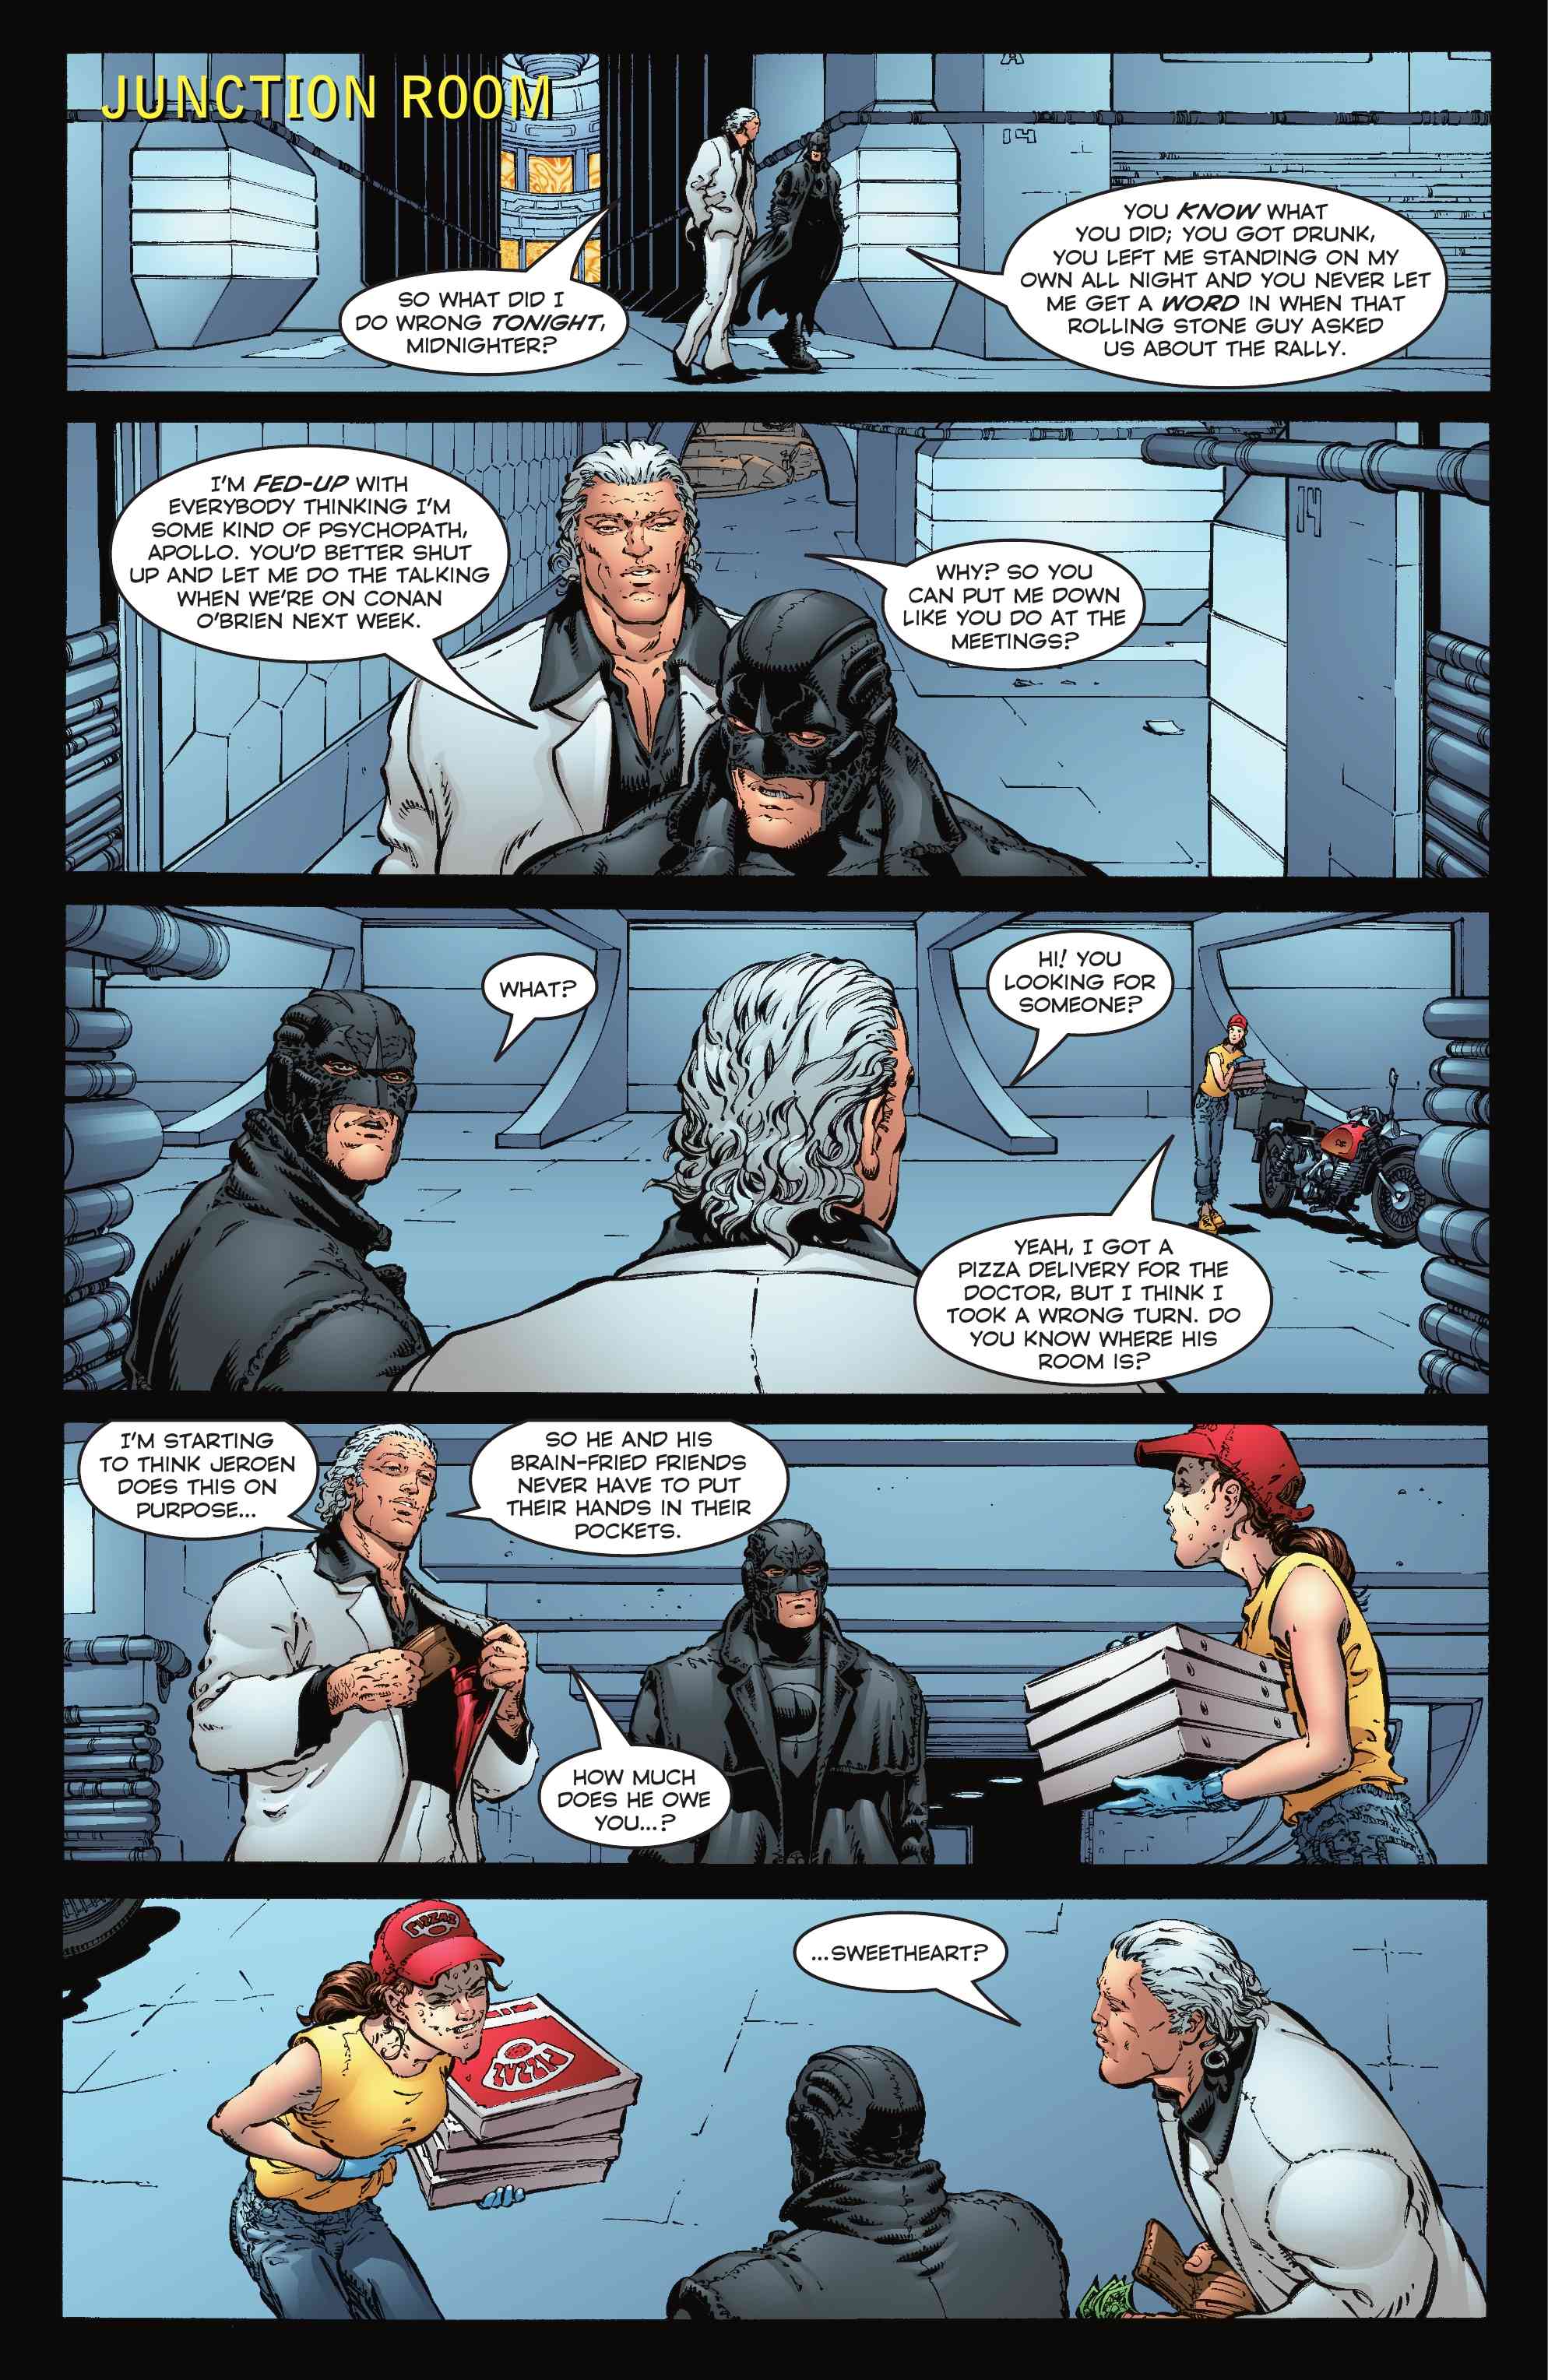 JUNCTION ROOM
A
14
SO WHAT DID I
DO WRONG TONIGHT,
MIDNIGHTER?
YOU KNOW WHAT
YOU DID; YOU GOT DRUNK,
YOU LEFT ME STANDING ON MY
OWN ALL NIGHT AND YOU NEVER LET
ME GET A WORD IN WHEN THAT
ROLLING STONE GUY ASKED
US ABOUT THE RALLY.
I'M FED-UP WITH
EVERYBODY THINKING I'M
SOME KIND OF PSYCHOPATH,
APOLLO. YOU'D BETTER SHUT
UP AND LET ME DO THE TALKING
WHEN WE'RE ON CONAN
O'BRIEN NEXT WEEK.
14
WHY? SO YOU
CAN PUT ME DOWN
LIKE YOU DO AT THE
MEETINGS?
WHAT?
HI! YOU
LOOKING FOR
SOMEONE?
YEAH, I GOT A
PIZZA DELIVERY FOR THE
DOCTOR, BUT I THINK I
TOOK A WRONG TURN. DO
YOU KNOW WHERE HIS
ROOM IS?
I'M STARTING
TO THINK JEROEN
DOES THIS ON
PURPOSE...
SO HE AND HIS
BRAIN-FRIED FRIENDS
NEVER HAVE TO PUT
THEIR HANDS IN THEIR
POCKETS.
HOW MUCH
DOES HE OWE
YOU...?
PIZZAZ
...SWEETHEART?
PIZZAZ